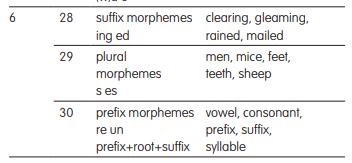 6 28 suffix morphemes clearing, gleaming,
ing ed rained, mailed
29 plural men, mice, feet,
morphemes teeth, sheep
s es
30 prefix morphemes vowel, consonant,
re un prefix, suffix,
prefix+root+suffix syllable